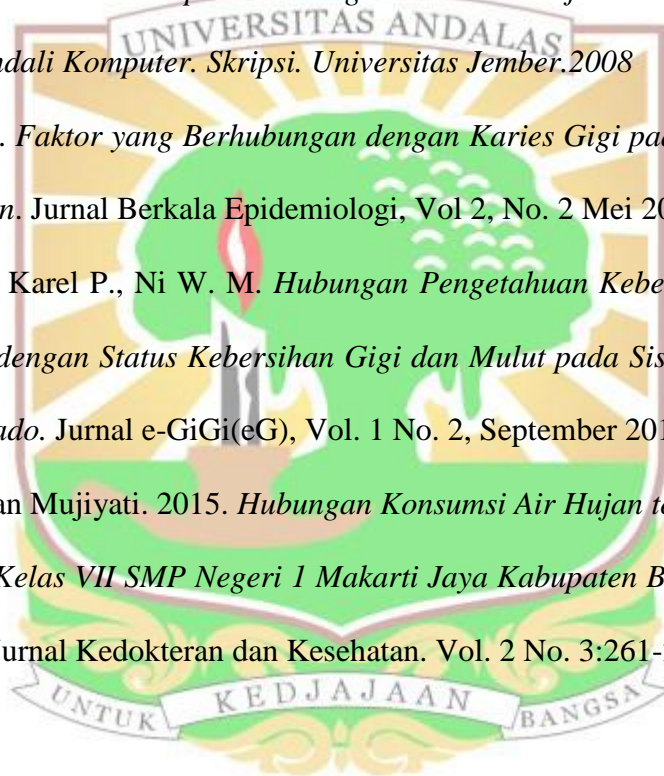 UNIVERSITAS ANDALAS
ndali Komputer. Skripsi. Universitas Jember.2008
. Faktor yang Berhubungan dengan Karies Gigi pad
n. Jurnal Berkala Epidemiologi, Vol 2, No. 2 Mei 20
Karel P., Ni W. M. Hubungan Pengetahuan Kebe
dengan Status Kebersihan Gigi dan Mulut pada Sis
ado. Jurnal e-GiGi(eG), Vol. 1 No. 2, September 201
an Mujiyati. 2015. Hubungan Konsumsi Air Hujan te
Kelas VII SMP Negeri 1 Makarti Jaya Kabupaten B
Jurnal Kedokteran dan Kesehatan. Vol. 2 No. 3:261-
UNTUK KEDJAJAAN BANGSA